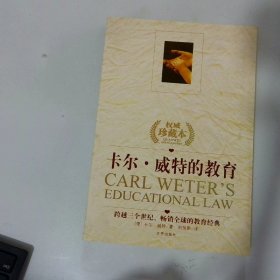 权威
珍藏本
卡尔·威特的教育
CARL WETER'S
EDUCATIONAL LAW
跨越三个世纪、畅销全球的教育经典